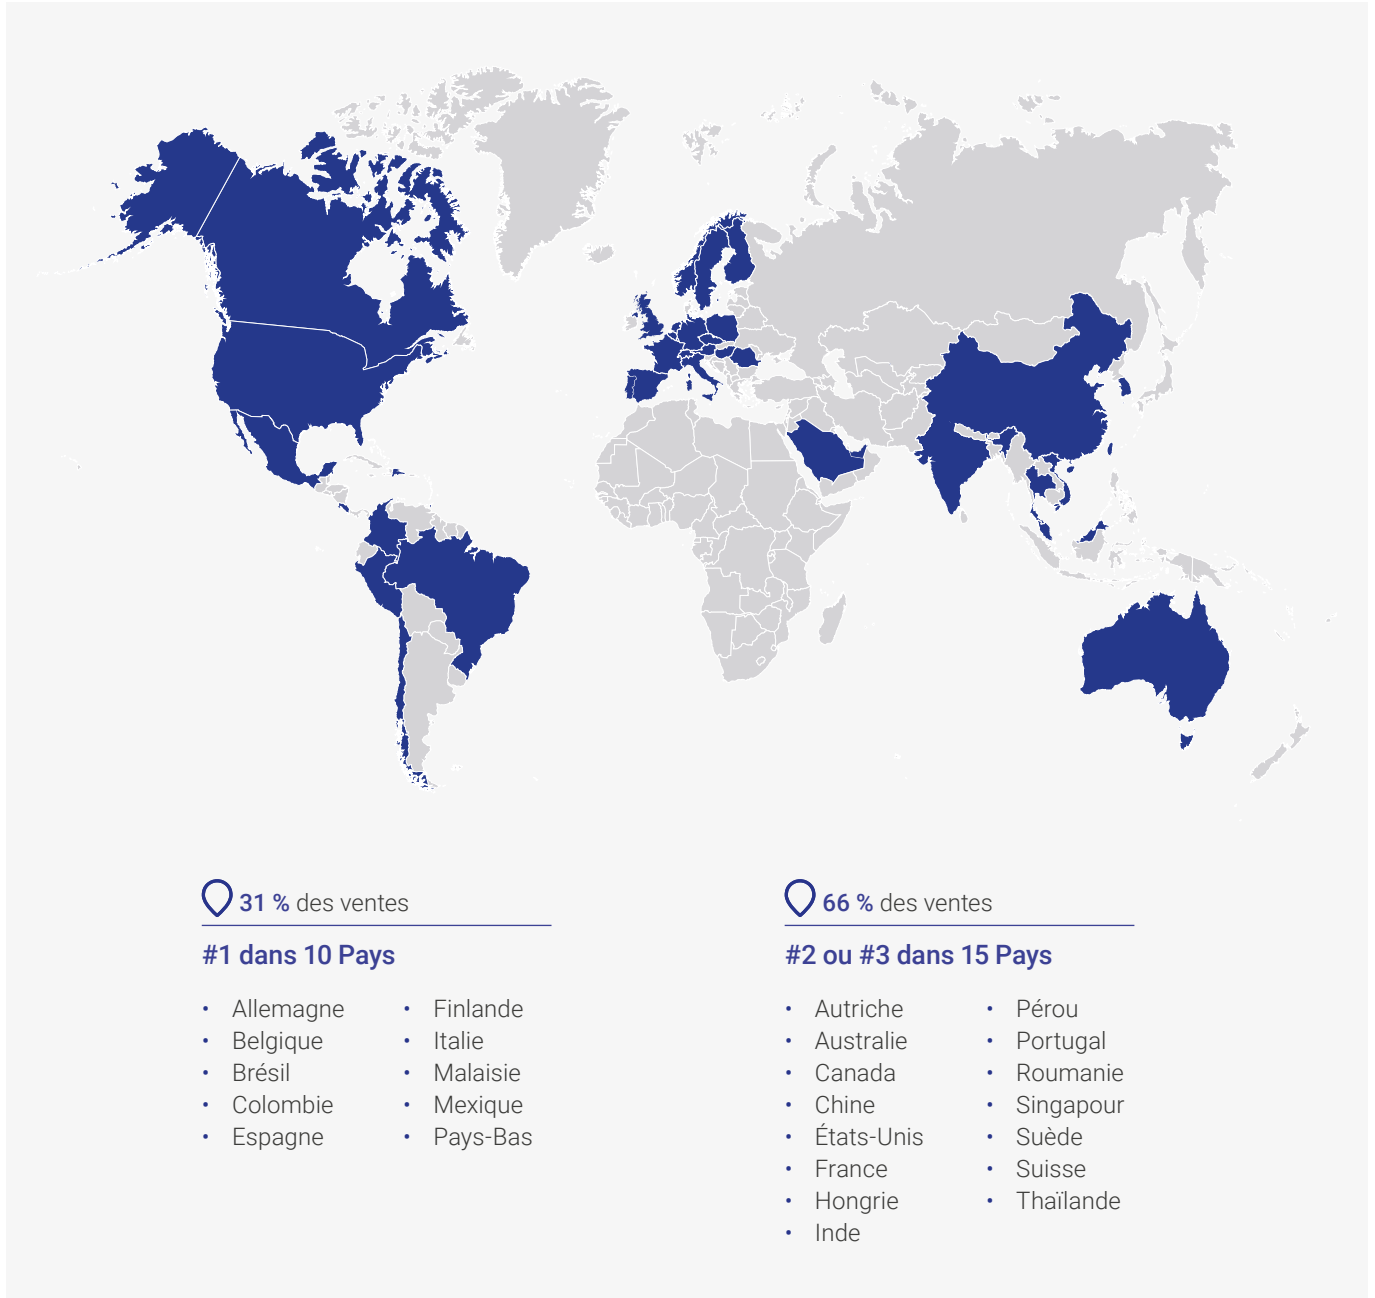 31 % des ventes
#1 dans 10 Pays
• Allemagne
• Belgique
• Brésil
• Colombie
• Espagne
• Finlande
• Italie
• Malaisie
• Mexique
• Pays-Bas
66 % des ventes
#2 ou #3 dans 15 Pays
• Autriche
• Australie
• Canada
• Chine
• États-Unis
• France
• Hongrie
• Inde
• Pérou
• Portugal
• Roumanie
• Singapour
• Suède
• Suisse
• Thaïlande